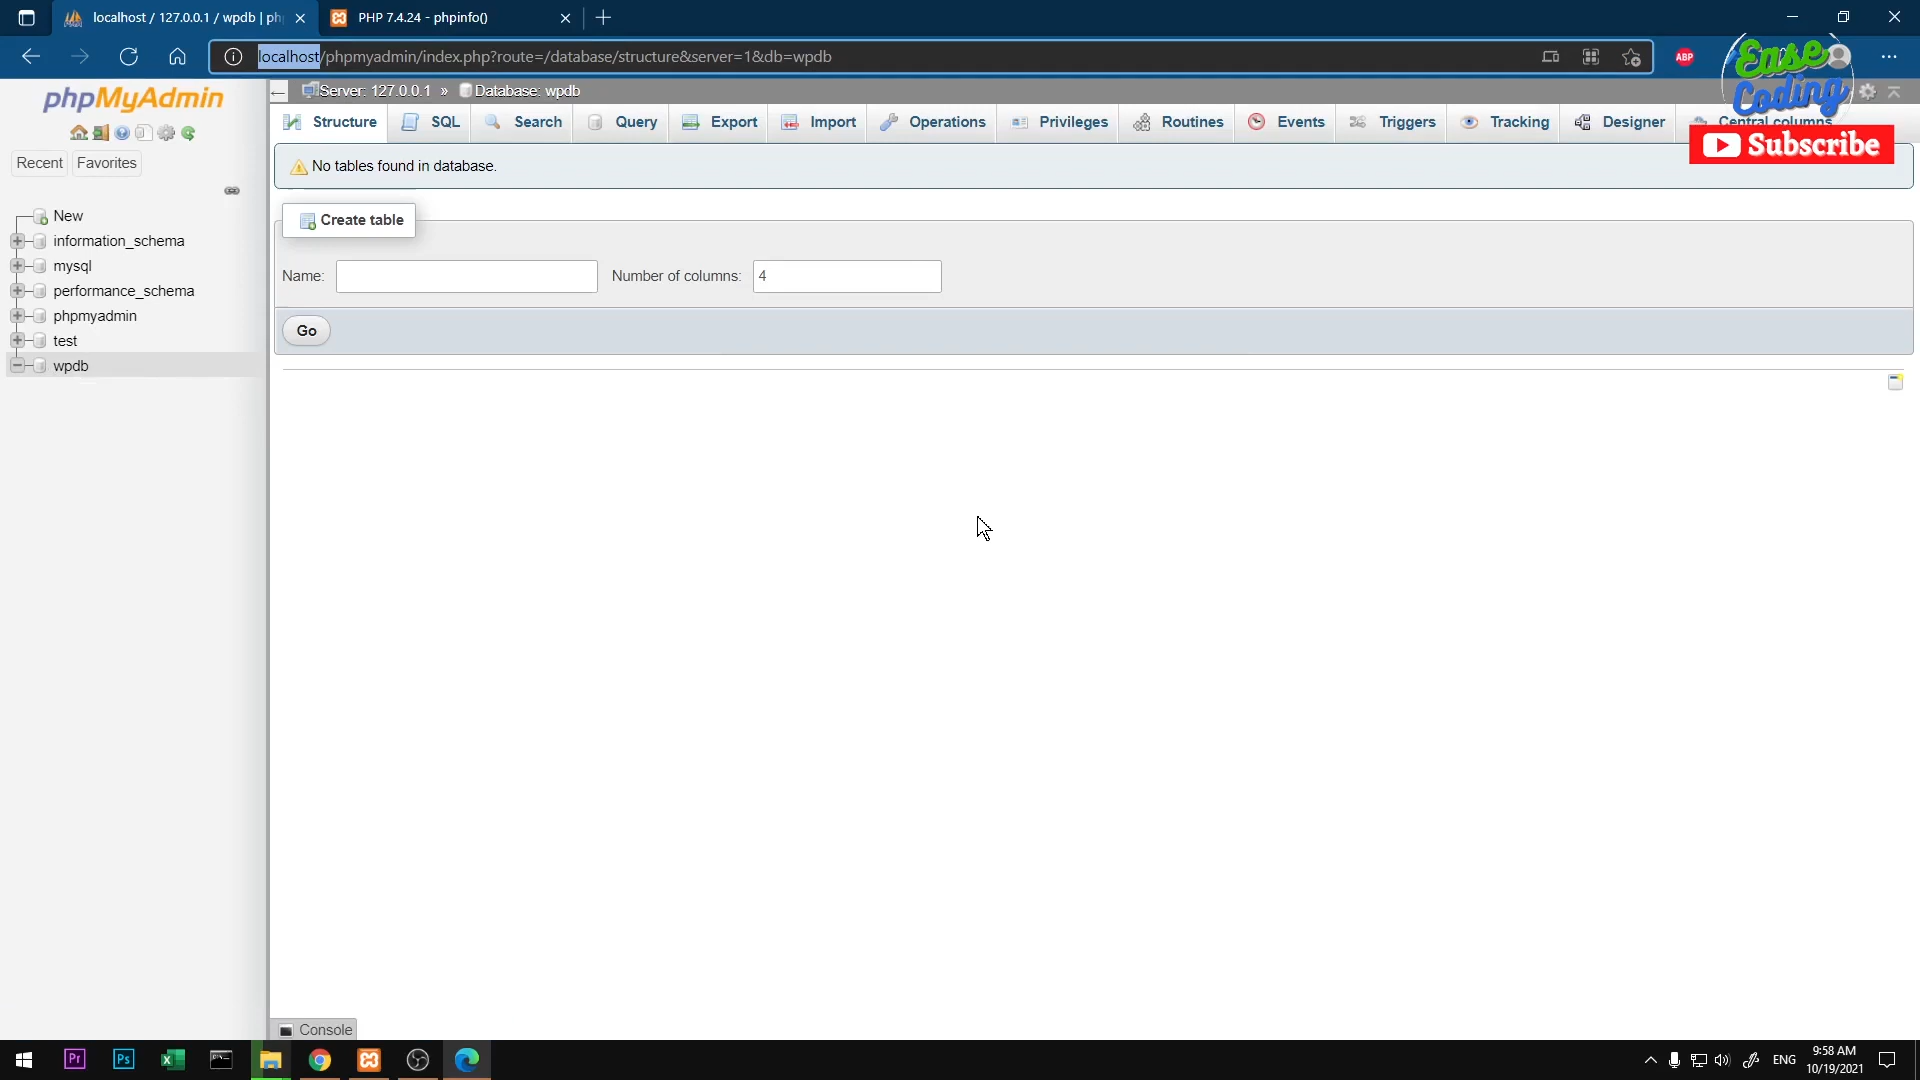 localhost / 127.0.0.1 / wpdb | ph
PHP 7.4.24 - phpinfo()
localhost/phpmyadmin/index.php?route=/database/structure&server=1&db=wpdb
ABP
Ease
Coding
Subscribe
phpMyAdmin
Recent
Favorites
New
information_schema
mysql
performance_schema
phpmyadmin
test
wpdb
Server: 127.0.0.1 » Database: wpdb
Structure
SQL
Search
Query
Export
Import
Operations
Privileges
Routines
Events
Triggers
Tracking
Designer
Central columns
No tables found in database.
Create table
Name:
Number of columns: 4
Go
Console
Pr
Ps
ENG
9:58 AM
10/19/2021